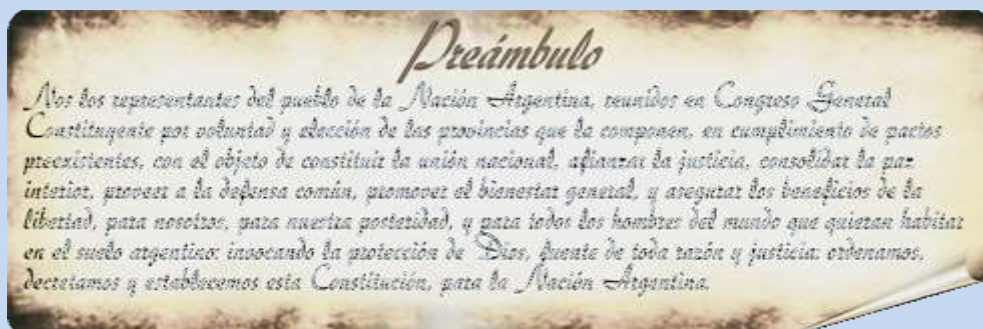 Preámbulo
Nos los representantes del pueblo de la Nación Argentina, reunidos en Congreso General
Constituyente por voluntad y elección de las provincias que la componen, en cumplimiento de pactos
preexistentes, con el objeto de constituir la unión nacional, afianzar la justicia, consolidar la paz
interior, proveer a la defensa común, promover el bienestar general, y asegurar los beneficios de la
libertad, para nosotros, para nuestra posteridad, y para todos los hombres del mundo que quieran habitar
en el suelo argentino: invocando la protección de Dios, fuente de toda razón y justicia: ordenamos,
decretamos y establecemos esta Constitución, para la Nación Argentina.